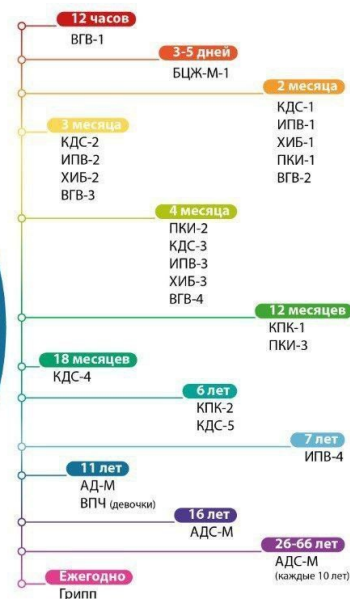 12 часов
ВГВ-1
3-5 дней
БЦЖ-М-1
2 месяца
КДС-1
ИПВ-1
ХИБ-1
ПКИ-1
ВГВ-2
3 месяца
КДС-2
ИПВ-2
ХИБ-2
ВГВ-3
4 месяца
ПКИ-2
КДС-3
ИПВ-3
ХИБ-3
ВГВ-4
12 месяцев
КПК-1
ПКИ-3
18 месяцев
КДС-4
6 лет
КПК-2
КДС-5
7 лет
ИПВ-4
11 лет
АД-М
ВПЧ (девочки)
16 лет
АДС-М
26-66 лет
АДС-М
(каждые 10 лет)
Ежегодно
Грипп